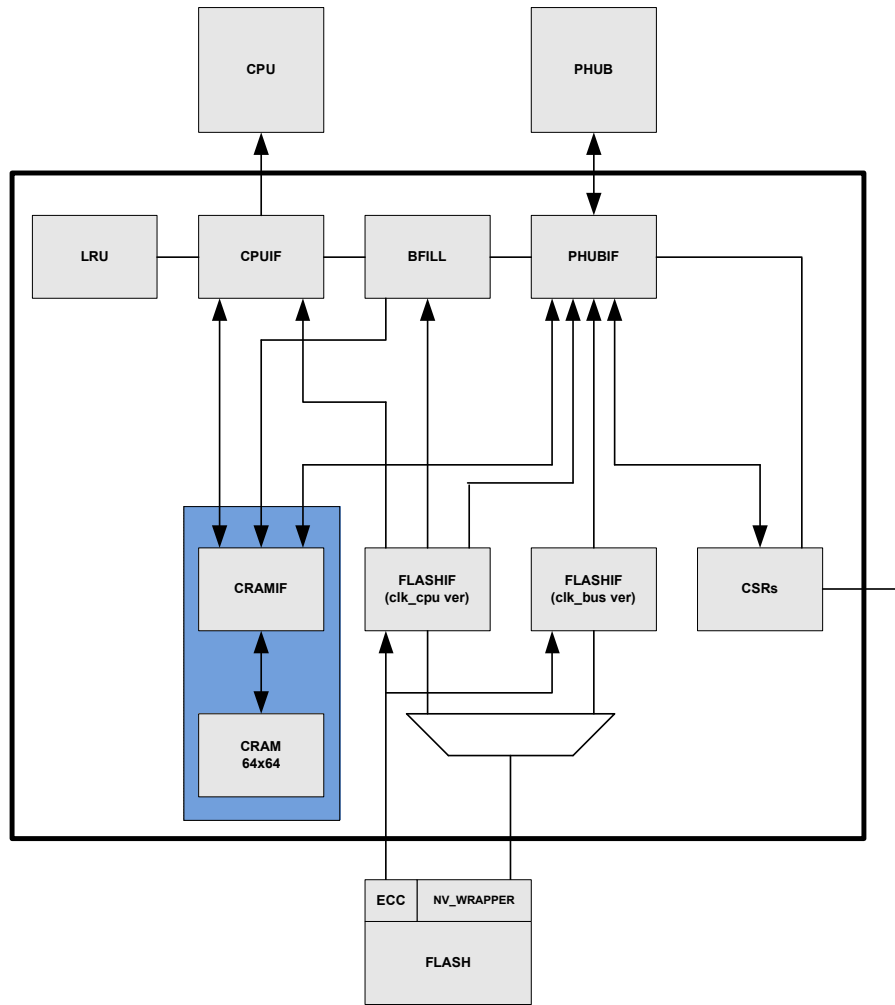 CPU
PHUB
LRU
CPUIF
BFILL
PHUBIF
CRAMIF
FLASHIF
(clk_cpu ver)
FLASHIF
(clk_bus ver)
CSRs
CRAM
64x64
ECC
NV_WRAPPER
FLASH